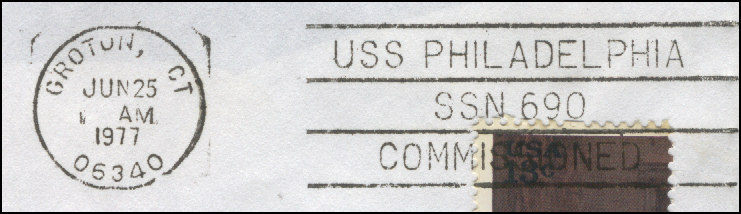 GROTON, CT
JUN 25
AM
1977
06340
USS PHILADELPHIA
SSN 690
COMMISSIONED
USA
13c